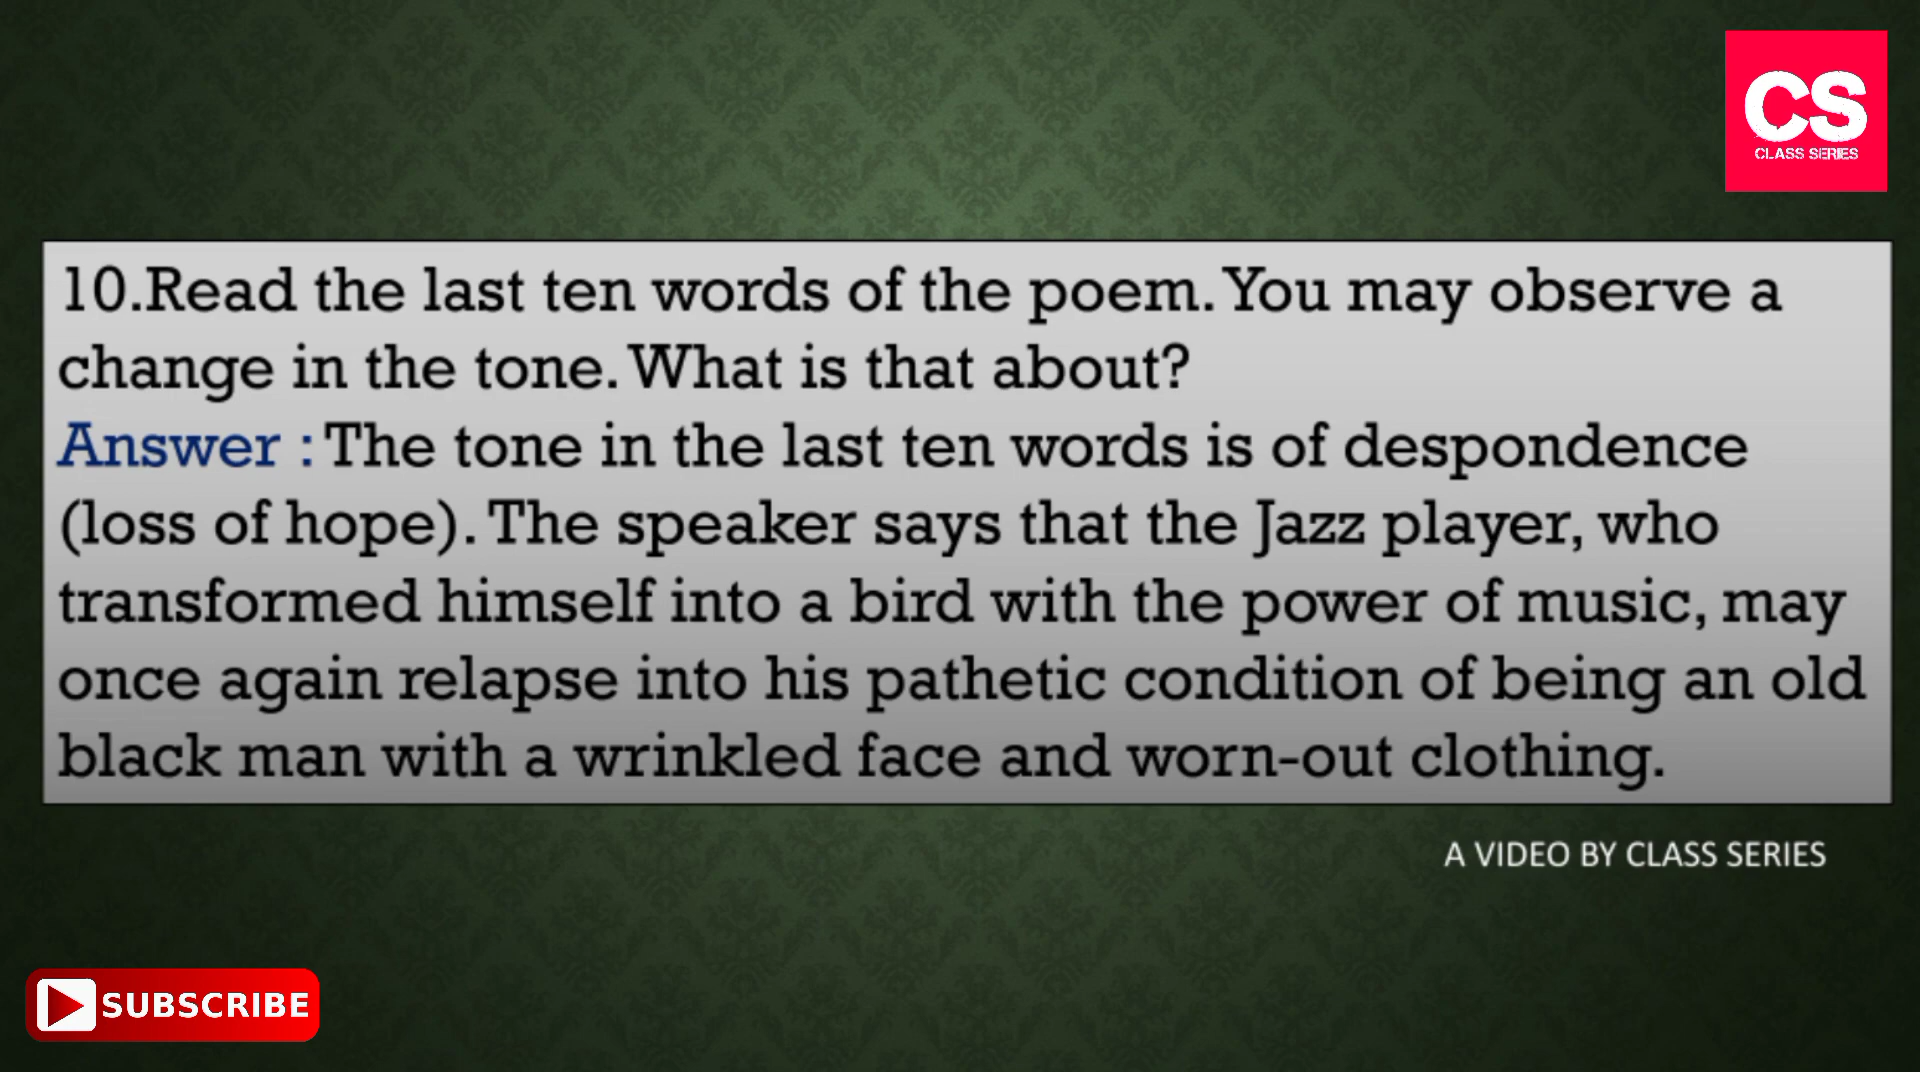 CS
CLASS SERIES
10.Read the last ten words of the poem. You may observe a
change in the tone. What is that about?
Answer : The tone in the last ten words is of despondence
(loss of hope). The speaker says that the Jazz player, who
transformed himself into a bird with the power of music, may
once again relapse into his pathetic condition of being an old
black man with a wrinkled face and worn-out clothing.
A VIDEO BY CLASS SERIES
SUBSCRIBE